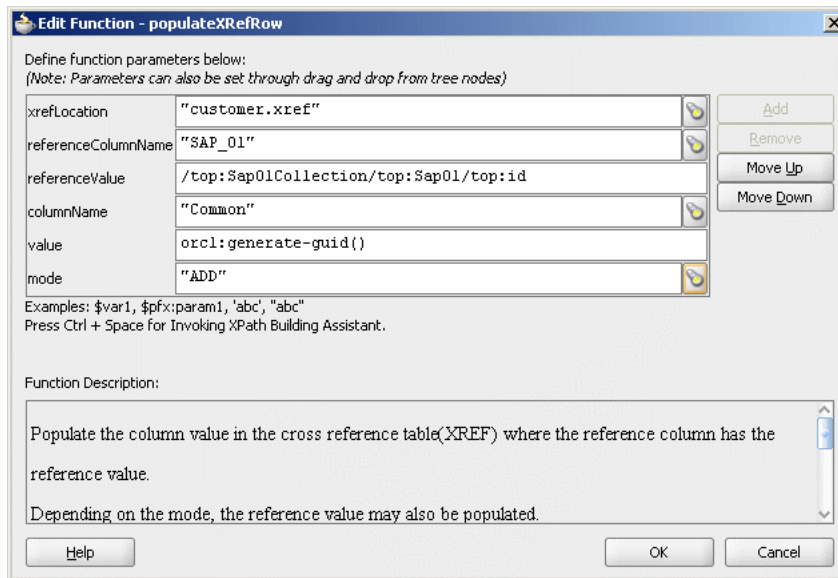 Edit Function - populateXRefRow
Define function parameters below:
(Note: Parameters can also be set through drag and drop from tree nodes)
xrefLocation "customer.xref"
referenceColumnName "SAP_01"
referenceValue /top:Sap01Collection/top:Sap01/top:id
columnName "Common"
value orcl:generate-guid()
mode "ADD"
Add
Remove
Move Up
Move Down
Examples: $var1, $pfx:param1, 'abc', "abc"
Press Ctrl + Space for Invoking XPath Building Assistant.
Function Description:
Populate the column value in the cross reference table(XREF) where the reference column has the
reference value.
Depending on the mode, the reference value may also be populated.
Help OK Cancel